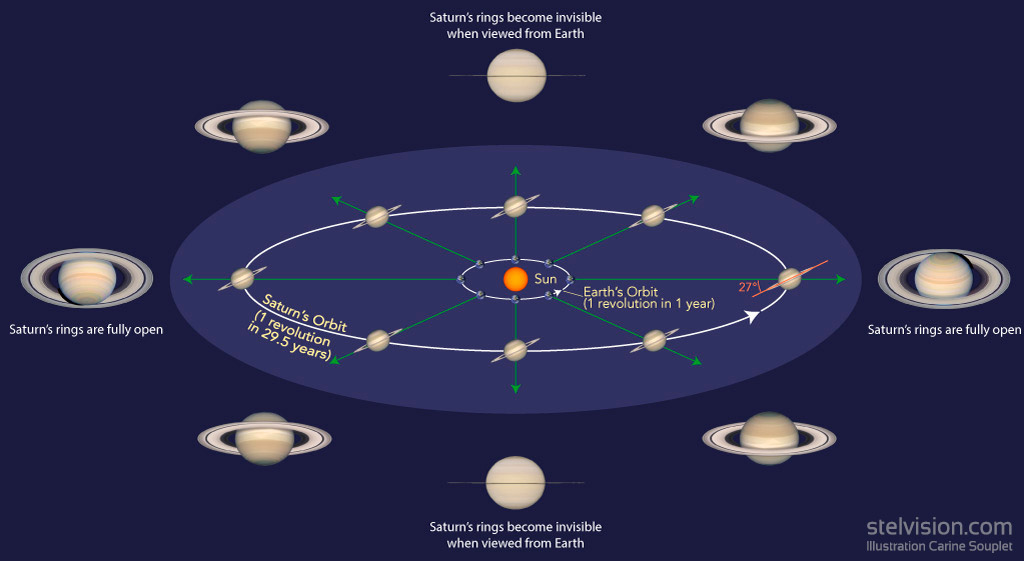 Saturn's rings become invisible
when viewed from Earth
Sun
27°
Earth's Orbit
(1 revolution in 1 year)
Saturn's Orbit
(1 revolution
in 29.5 years)
Saturn's rings are fully open
Saturn's rings are fully open
Saturn's rings become invisible
when viewed from Earth
stelvision.com
Illustration Carine Souplet